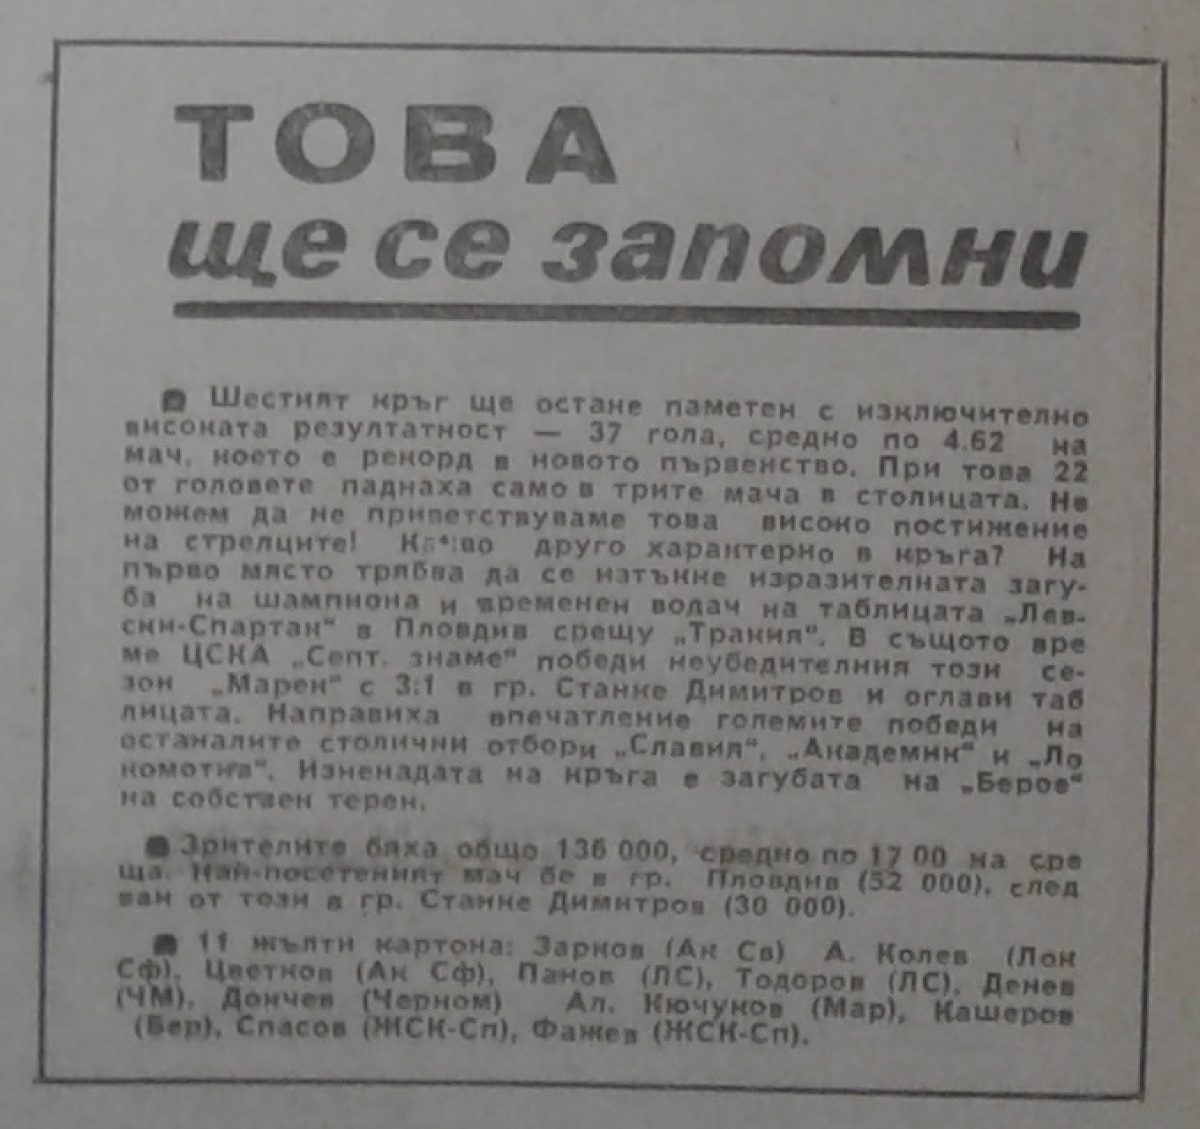 ТОВА
ще се запомни
Шестият кръг ще остане паметен с изключително
високата резултатност — 37 гола, средно по 4.62 на
мач, което е рекорд в новото първенство. При това 22
от головете паднаха само в трите мача в столицата. Не
можем да не приветствуваме това високо постижение
на стрелците! Какво друго характерно в кръга? На
първо място трябва да се изтъкне изразителната загу-
ба на шампиона и временен водач на таблицата „Лев-
ски-Спартак“ в Пловдив срещу „Тракия“. В същото вре
ме ЦСКА „Септ. знаме“ победи неубедителния този се-
зон „Марек“ с 3:1 в гр. Станке Димитров и оглави таб
лицата. Направиха впечатление големите победи на
останалите столични отбори „Славия“, „Академик“ и „Ло
комотив“. Изненадата на кръга е загубата на „Берое“
на собствен терен.
Зрителите бяха общо 136 000, средно по 17 00 на сре
ща. Най-посетеният мач бе в гр. Пловдив (52 000), след
ван от този в гр. Станке Димитров (30 000).
11 жълти картона: Зарков (Ак Св) А. Колев (Лок
Сф), Цветков (Ак Сф), Панов (ЛС), Тодоров (ЛС), Денев
(ЧМ), Дончев (Черном) Ал. Кючуков (Мар), Кашеров
(Бер), Спасов (ЖСК-Сп), Фажев (ЖСК-Сп).